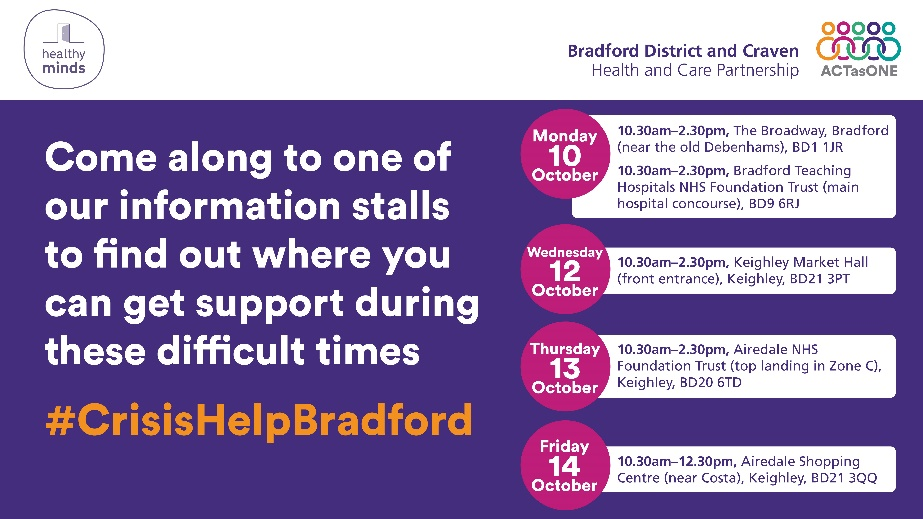 healthy
minds
Bradford District and Craven
Health and Care Partnership
ACTasONE
Come along to one of
our information stalls
to find out where you
can get support during
these difficult times
#CrisisHelpBradford
Monday
10
October
10.30am–2.30pm, The Broadway, Bradford
(near the old Debenhams), BD1 1JR
10.30am–2.30pm, Bradford Teaching
Hospitals NHS Foundation Trust (main
hospital concourse), BD9 6RJ
Wednesday
12
October
10.30am–2.30pm, Keighley Market Hall
(front entrance), Keighley, BD21 3PT
Thursday
13
October
10.30am–2.30pm, Airedale NHS
Foundation Trust (top landing in Zone C),
Keighley, BD20 6TD
Friday
14
October
10.30am–12.30pm, Airedale Shopping
Centre (near Costa), Keighley, BD21 3QQ